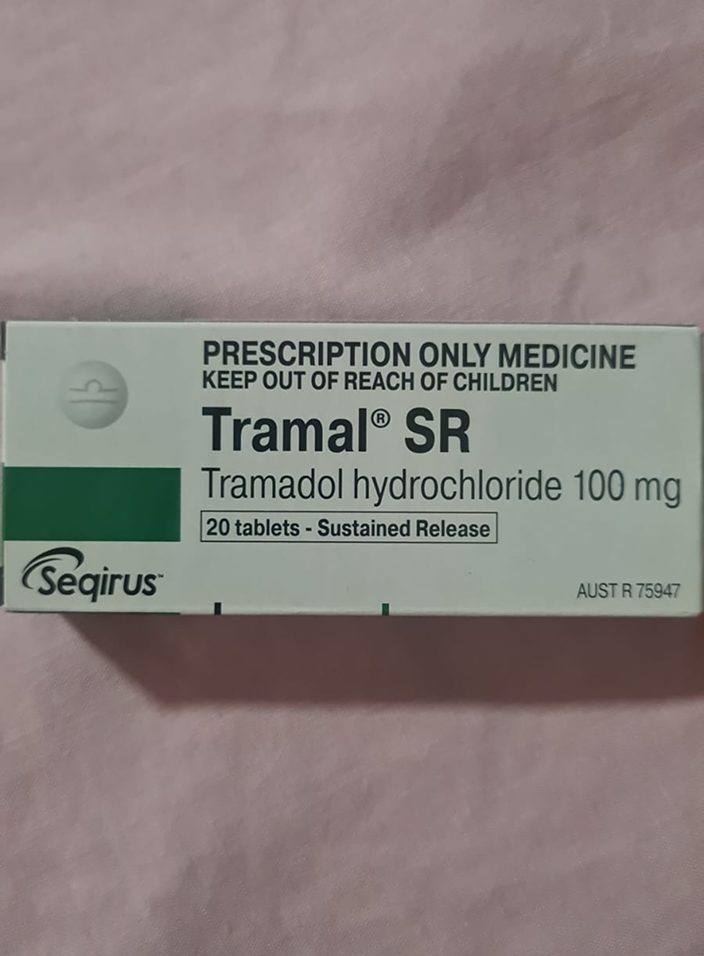 PRESCRIPTION ONLY MEDICINE
KEEP OUT OF REACH OF CHILDREN
Tramal® SR
Tramadol hydrochloride 100 mg
20 tablets - Sustained Release
Seqirus™
AUST R 75947